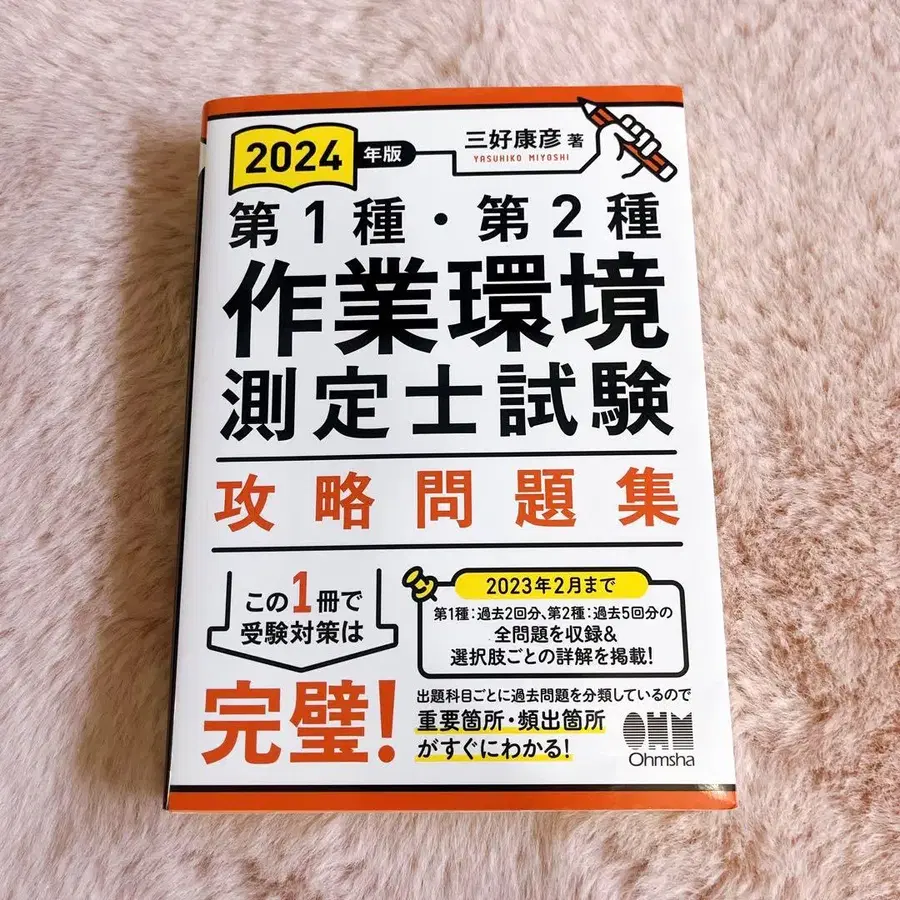 2024年版
三好康彦 著
YASUHIKO MIYOSHI
第1種・第2種
作業環境
測定士試験
攻略問題集
この1冊で
受験対策は
完璧!
2023年2月まで
第1種:過去2回分、第2種:過去5回分の
全問題を収録&
選択肢ごとの詳解を掲載!
出題科目ごとに過去問題を分類しているので
重要箇所・頻出箇所
がすぐにわかる!
OHM
Ohmsha